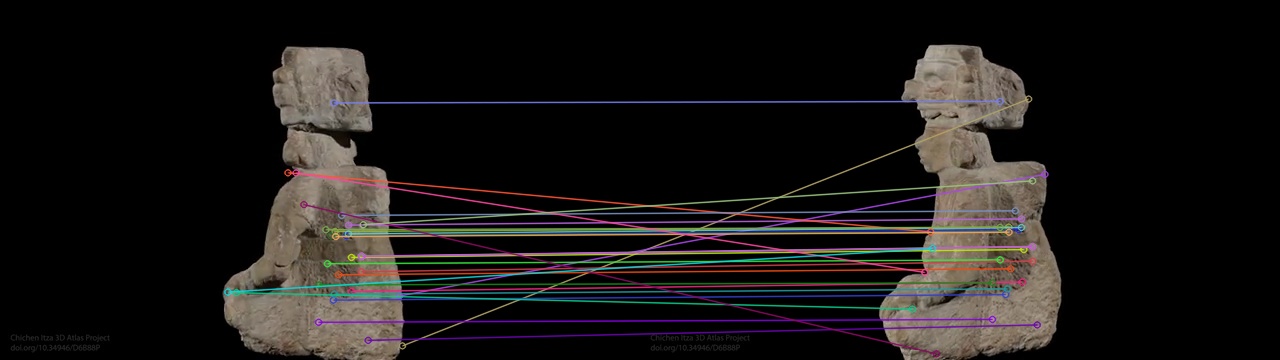 Chichen Itza 3D Atlas Project
doi.org/10.34946/D6B88P
Chichen Itza 3D Atlas Project
doi.org/10.34946/D6B88P